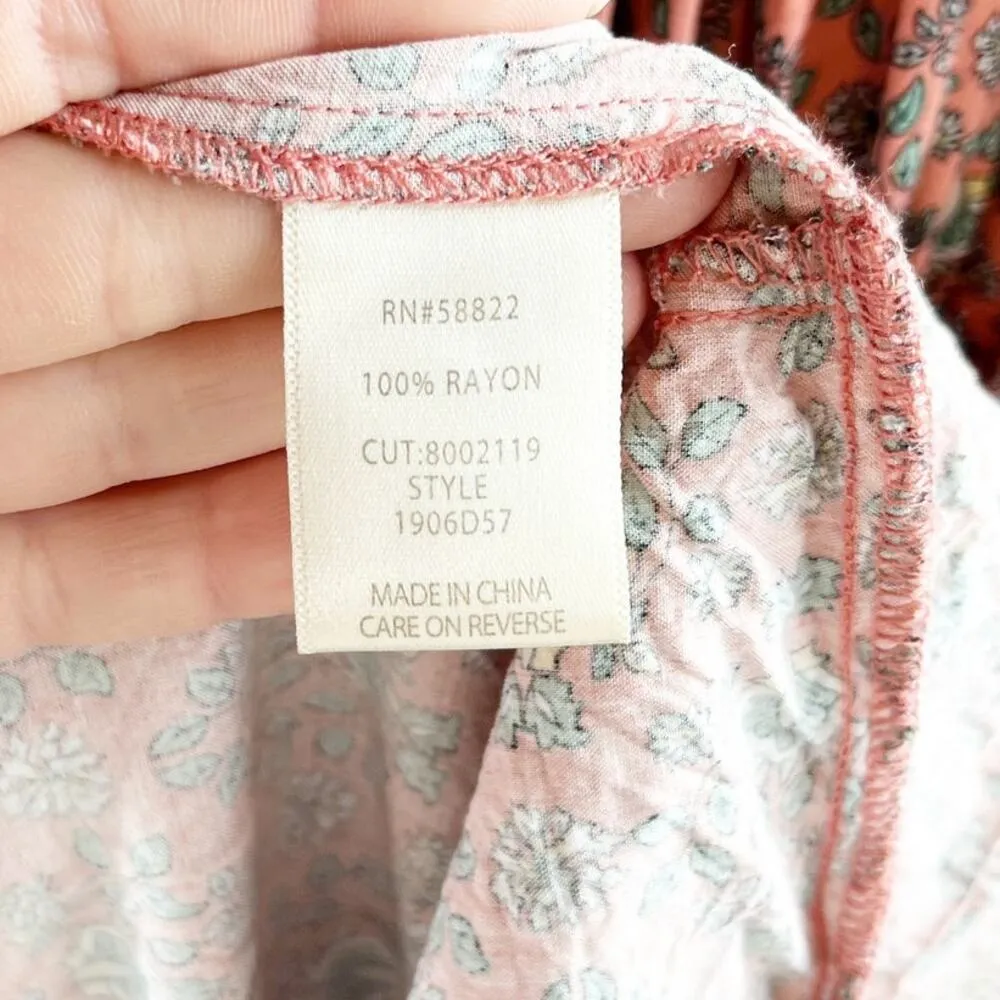 RN#58822
100% RAYON
CUT:8002119
STYLE
1906D57
MADE IN CHINA
CARE ON REVERSE